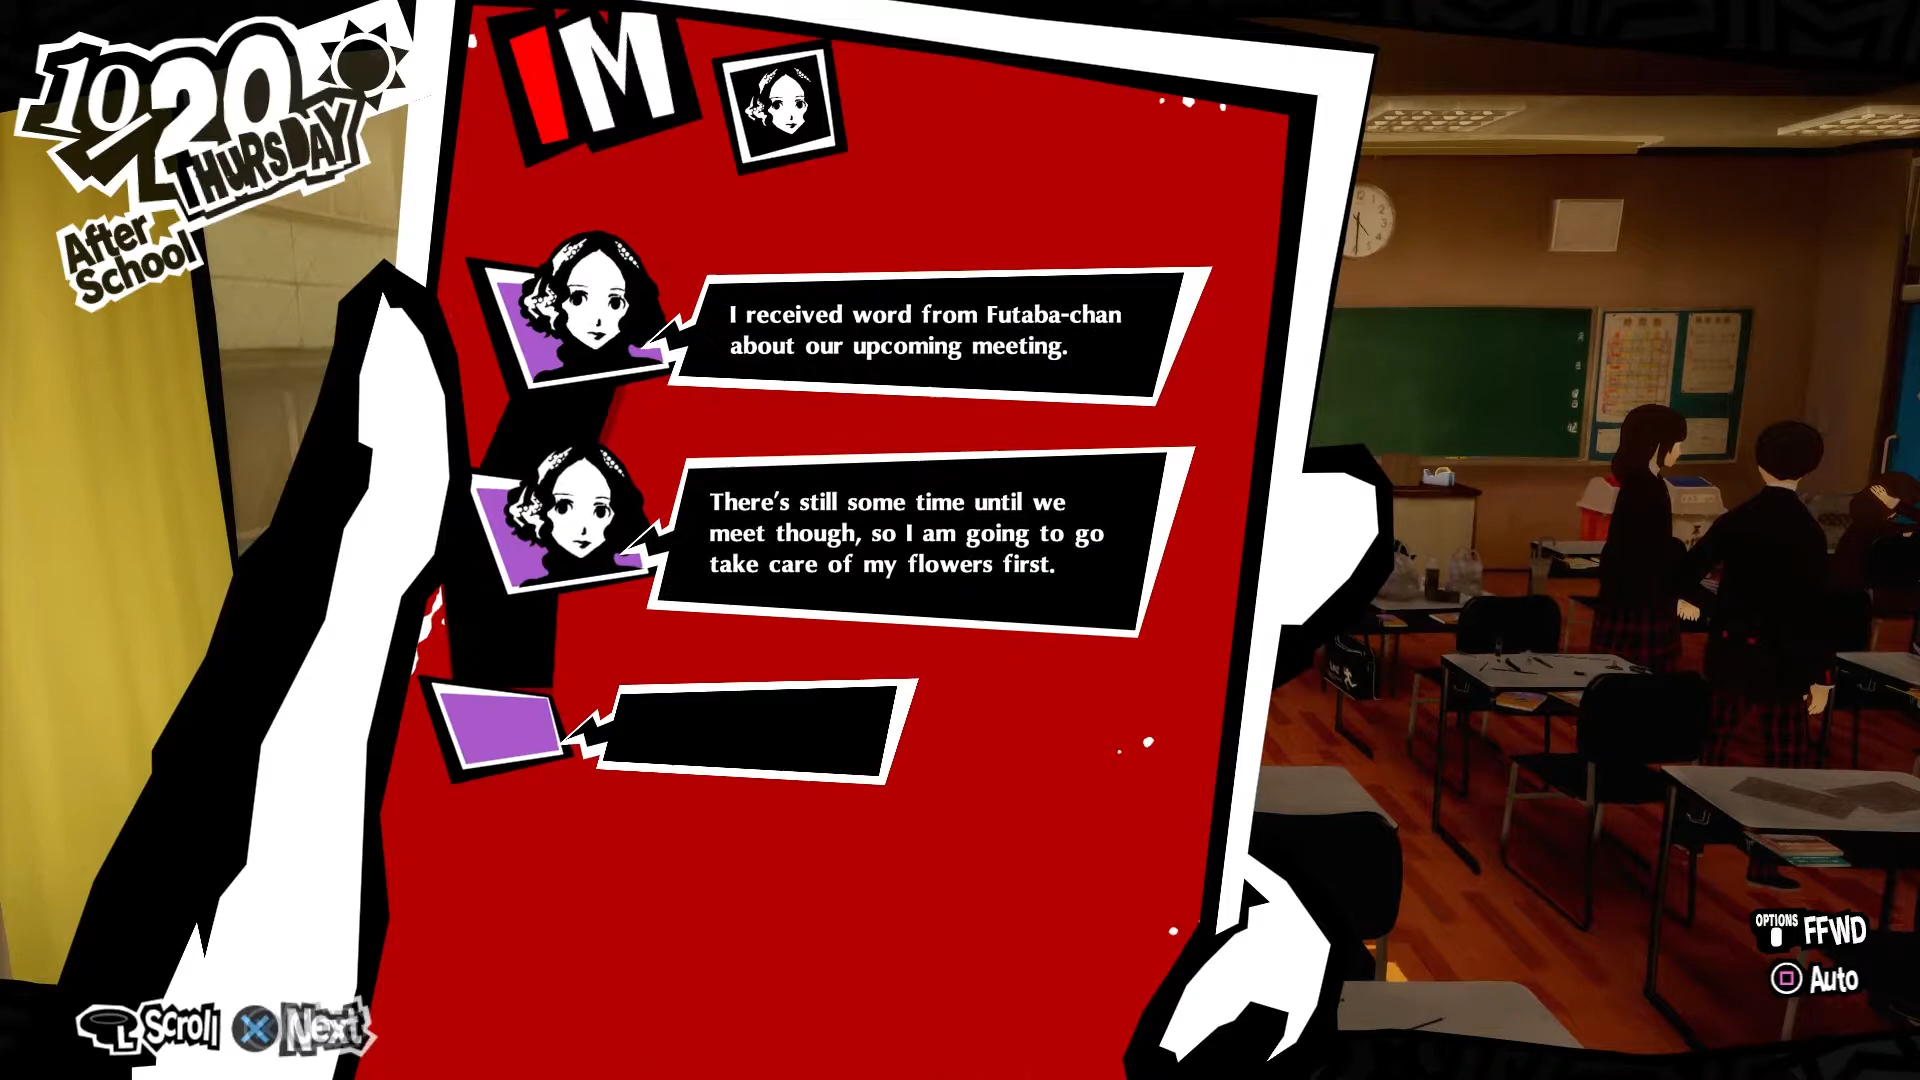 10/20
THURSDAY
After
School
IM
I received word from Futaba-chan
about our upcoming meeting.
There's still some time until we
meet though, so I am going to go
take care of my flowers first.
OPTIONS FFWD
Auto
L Scroll Next